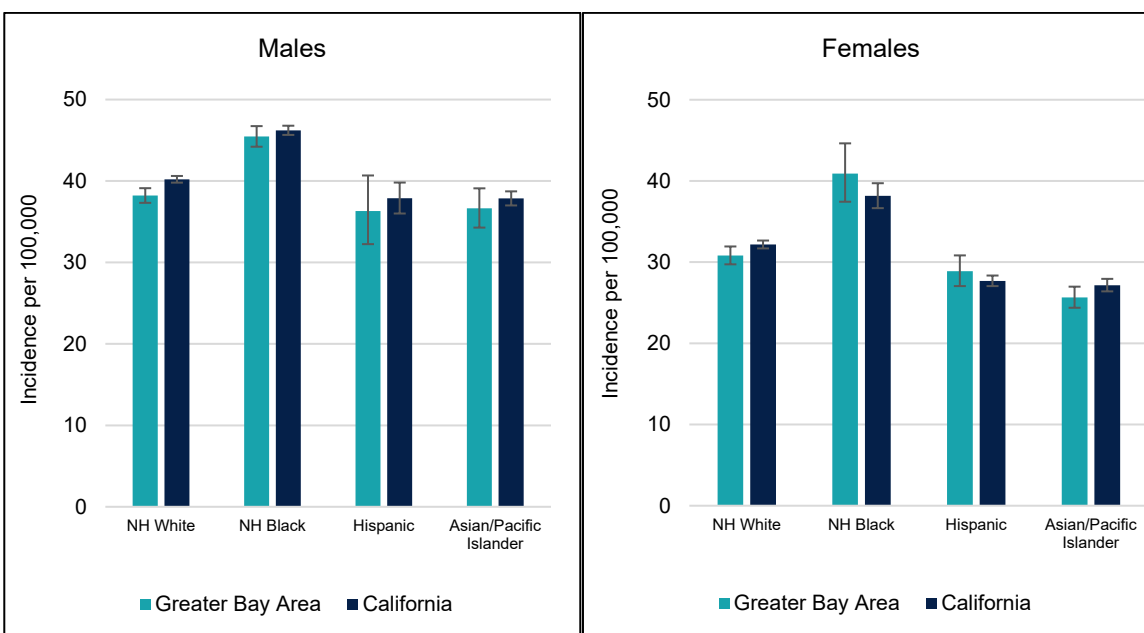 Males
Incidence per 100,000
50
40
30
20
10
0
NH White
NH Black
Hispanic
Asian/Pacific
Islander
Greater Bay Area
California
Females
Incidence per 100,000
50
40
30
20
10
0
NH White
NH Black
Hispanic
Asian/Pacific
Islander
Greater Bay Area
California